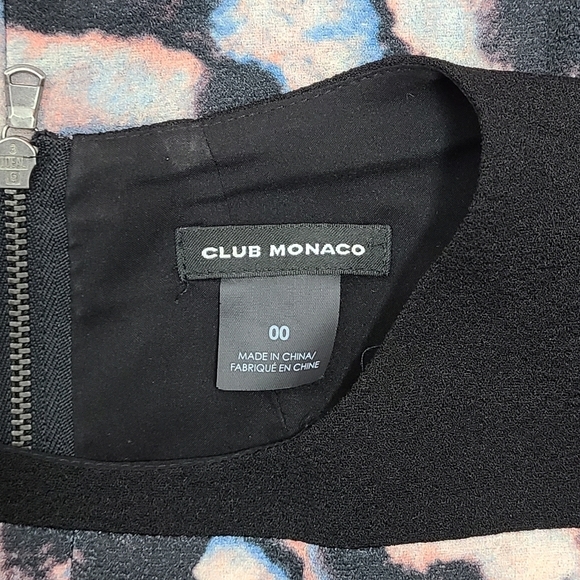 CLUB MONACO
00
MADE IN CHINA/
FABRIQUÉ EN CHINE